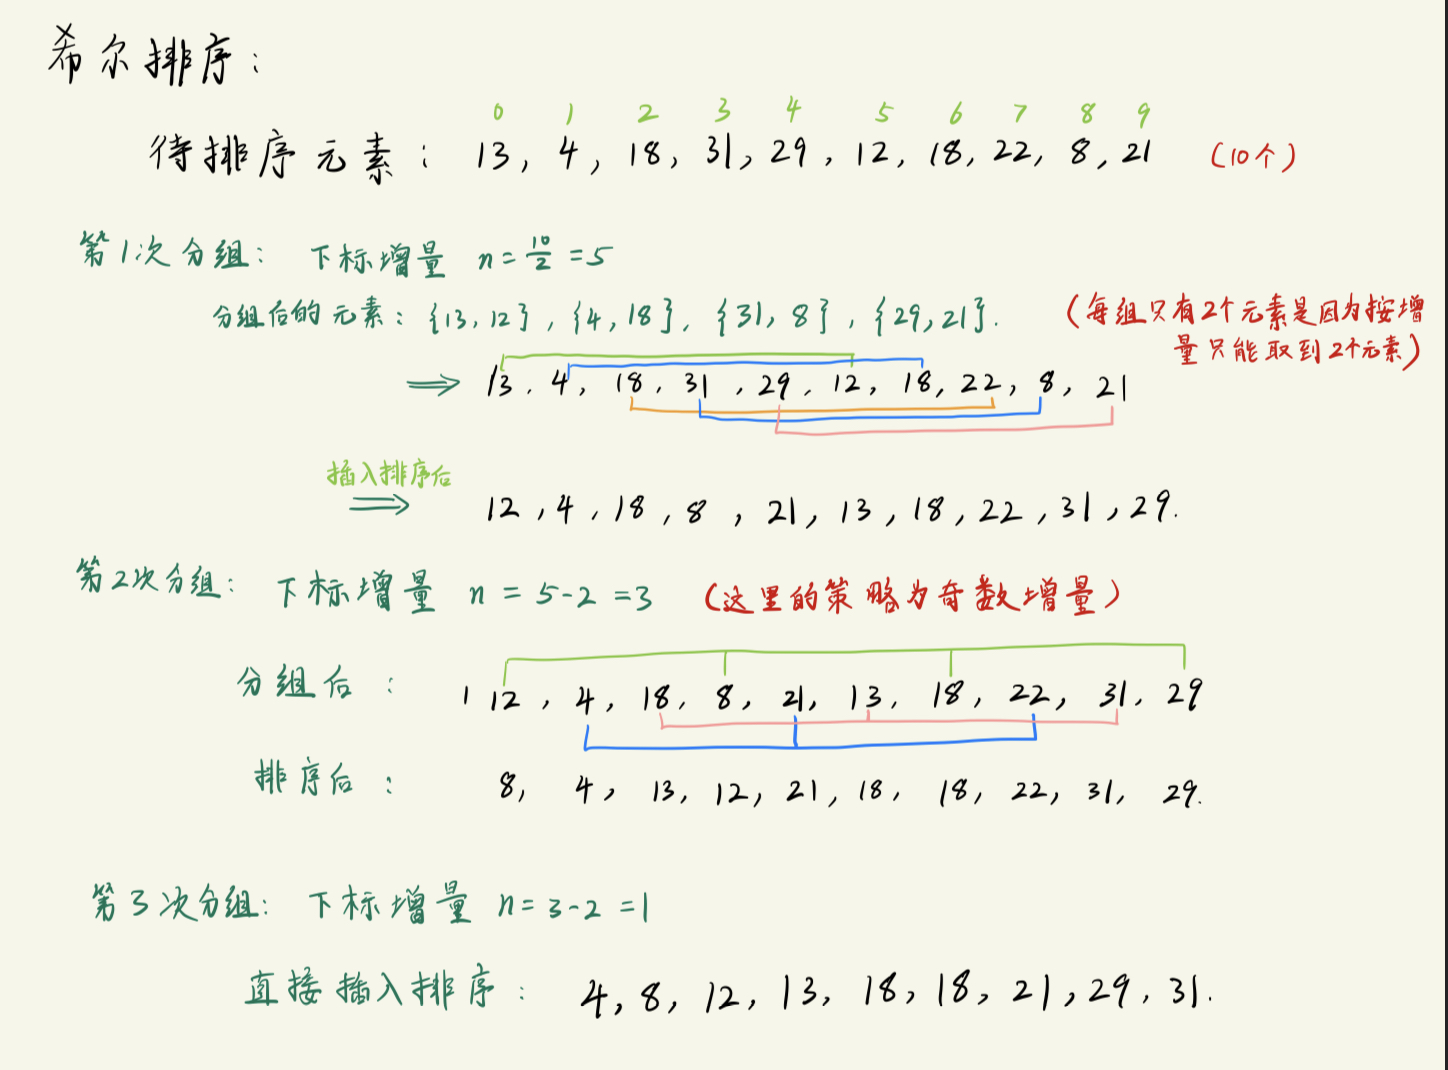 希尔排序：
0 1 2 3 4 5 6 7 8 9
待排序元素： 13, 4, 18, 31, 29, 12, 18, 22, 8, 21 (10个)
第1次分组： 下标增量 n = 10/2 = 5
分组后的元素：{13, 12}, {4, 18}, {31, 8}, {29, 21}. (每组只有2个元素是因为按增
量只能取到2个元素)
⇒ 13, 4, 18, 31, 29, 12, 18, 22, 8, 21
插入排序后
⇒ 12, 4, 18, 8, 21, 13, 18, 22, 31, 29.
第2次分组： 下标增量 n = 5-2 = 3 (这里的策略为奇数增量)
分组后： 1 12, 4, 18, 8, 21, 13, 18, 22, 31, 29
排序后： 8, 4, 13, 12, 21, 18, 18, 22, 31, 29.
第3次分组： 下标增量 n = 3-2 = 1
直接插入排序： 4, 8, 12, 13, 18, 18, 21, 29, 31.